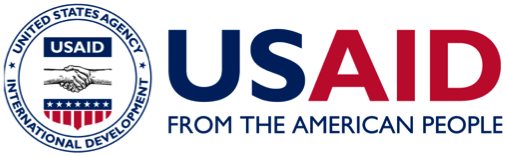 UNITED STATES AGENCY
USAID
INTERNATIONAL DEVELOPMENT
USAID
FROM THE AMERICAN PEOPLE